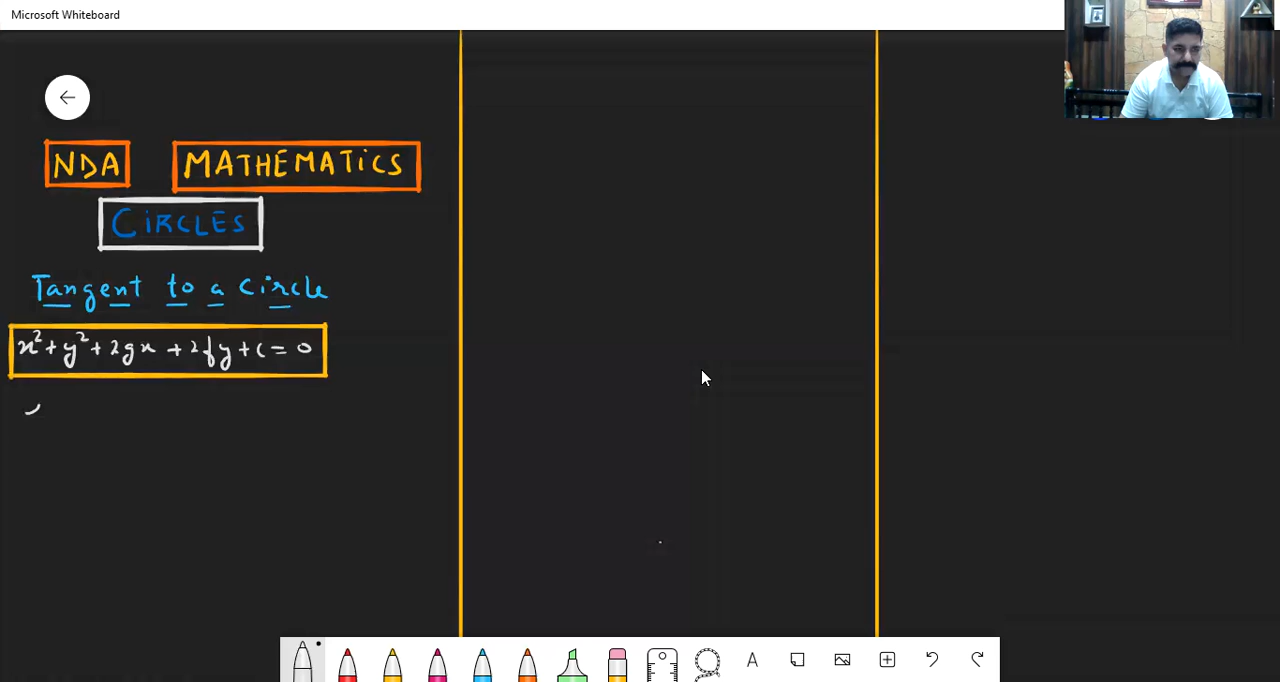 Microsoft Whiteboard
NDA MATHEMATICS
CIRCLES
Tangent to a circle
x²+y²+2gx+2fy+c=0
A